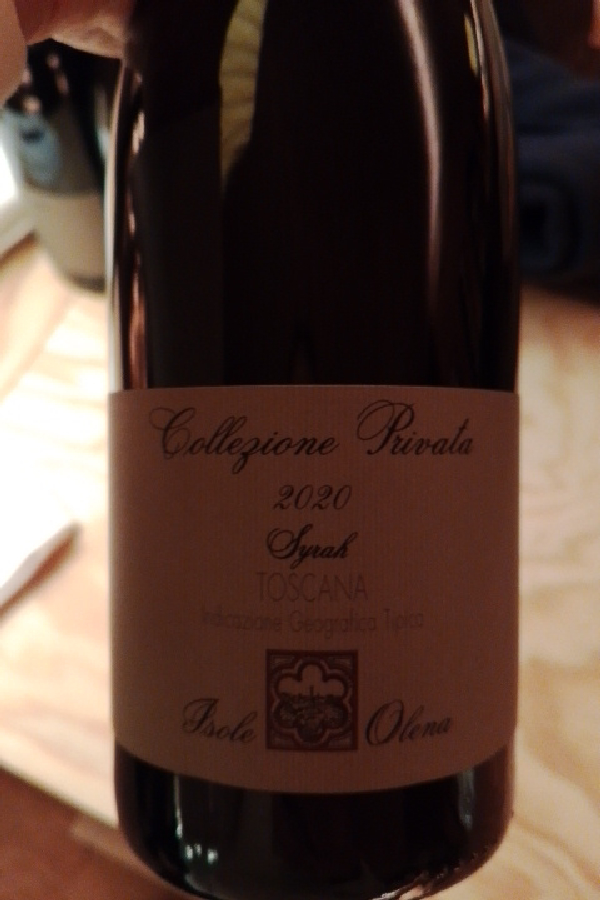 Collezione Privata
2020
Syrah
TOSCANA
Indicazione Geografica Tipica
Isole Olena